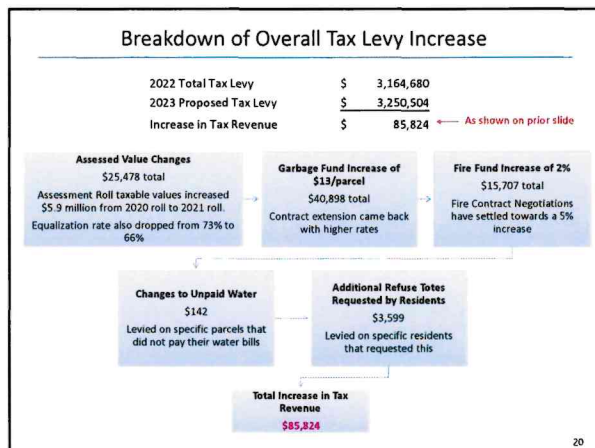 Breakdown of Overall Tax Levy Increase
2022 Total Tax Levy $ 3,164,680
2023 Proposed Tax Levy $ 3,250,504
Increase in Tax Revenue $ 85,824 As shown on prior slide
Assessed Value Changes
$25,478 total
Assessment Roll taxable values increased
$5.9 million from 2020 roll to 2021 roll.
Equalization rate also dropped from 73% to
66%
Garbage Fund Increase of
$13/parcel
$40,898 total
Contract extension came back
with higher rates
Fire Fund Increase of 2%
$15,707 total
Fire Contract Negotiations
have settled towards a 5%
increase
Changes to Unpaid Water
$142
Levied on specific parcels that
did not pay their water bills
Additional Refuse Totes
Requested by Residents
$3,599
Levied on specific residents
that requested this
Total Increase in Tax
Revenue
$85,824
20